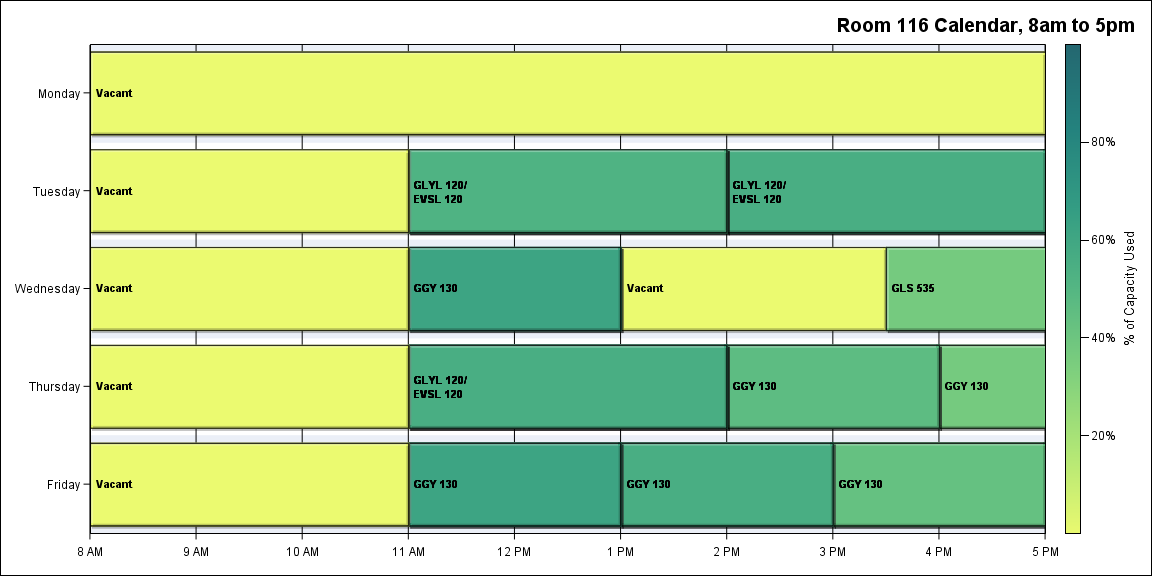 Room 116 Calendar, 8am to 5pm
Monday
Vacant
Tuesday
Vacant
GLYL 120/
EVSL 120
GLYL 120/
EVSL 120
Wednesday
Vacant
GGY 130
Vacant
GLS 535
Thursday
Vacant
GLYL 120/
EVSL 120
GGY 130
GGY 130
Friday
Vacant
GGY 130
GGY 130
GGY 130
8 AM
9 AM
10 AM
11 AM
12 PM
1 PM
2 PM
3 PM
4 PM
5 PM
80%
60%
40%
20%
% of Capacity Used